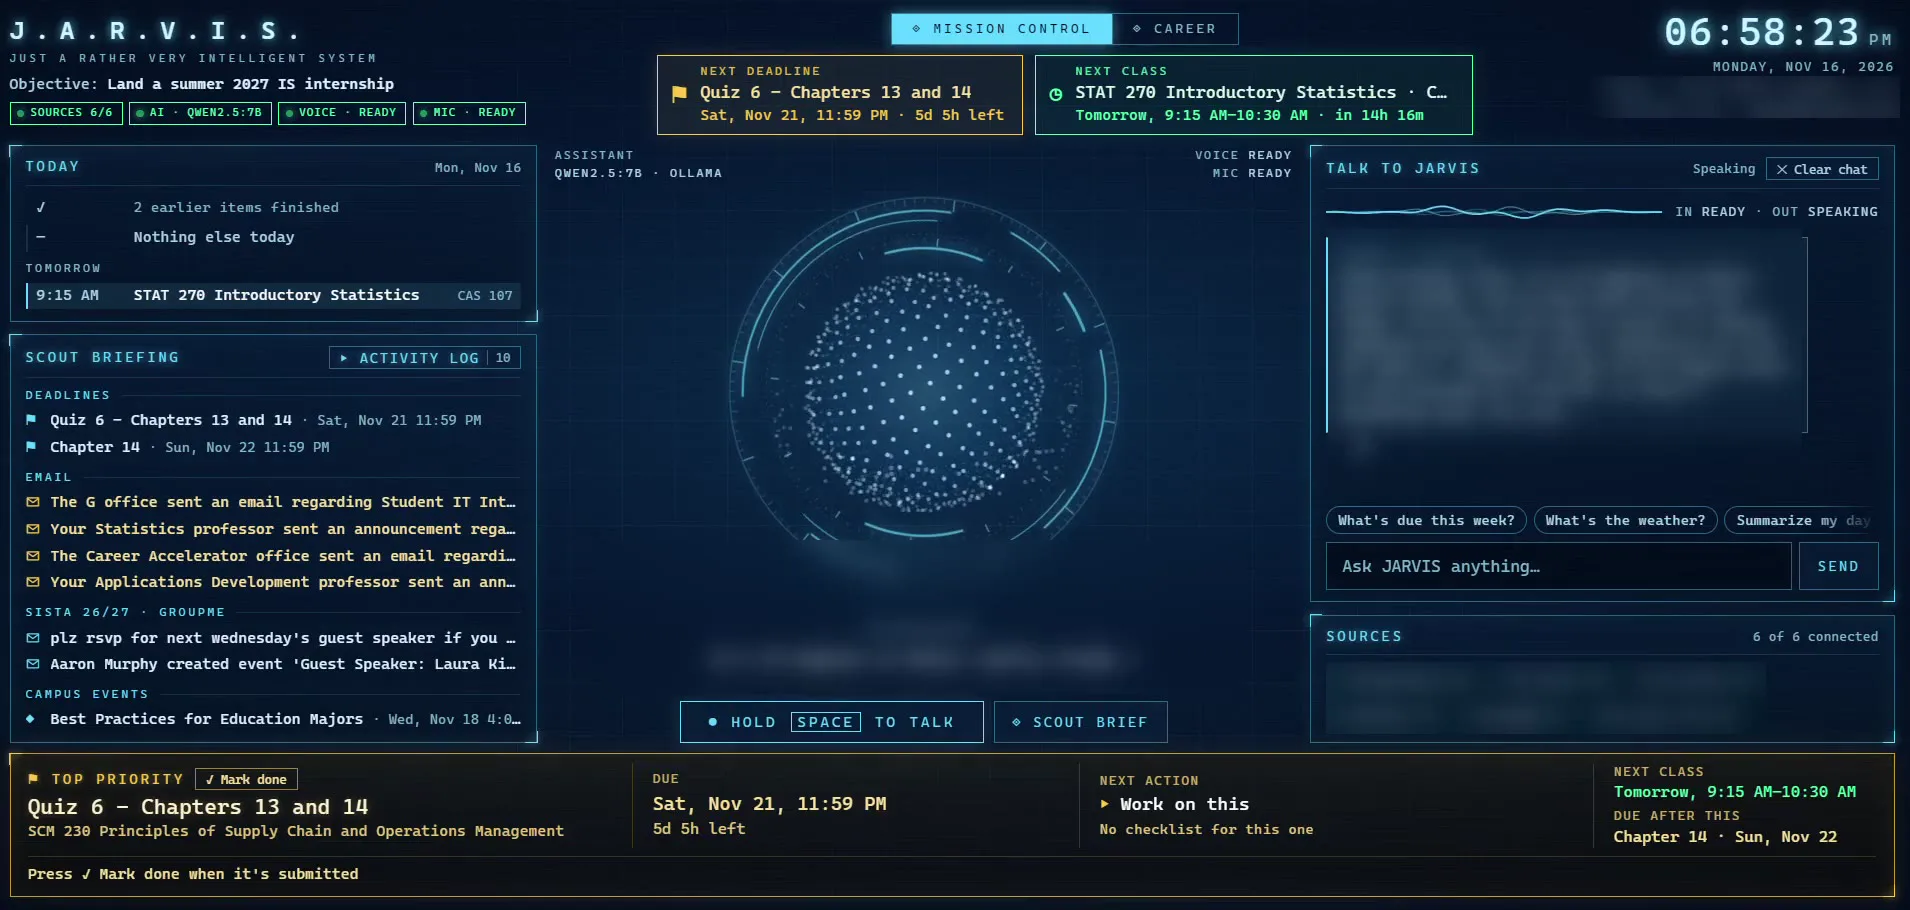 J.A.R.V.I.S.
JUST A RATHER VERY INTELLIGENT SYSTEM
Objective: Land a summer 2027 IS internship
SOURCES 6/6
AI · QWEN2.5:7B
VOICE · READY
MIC · READY
MISSION CONTROL
CAREER
NEXT DEADLINE
Quiz 6 – Chapters 13 and 14
Sat, Nov 21, 11:59 PM · 5d 5h left
NEXT CLASS
STAT 270 Introductory Statistics · C…
Tomorrow, 9:15 AM–10:30 AM · in 14h 16m
06:58:23 PM
MONDAY, NOV 16, 2026
TODAY
Mon, Nov 16
✓ 2 earlier items finished
– Nothing else today
TOMORROW
9:15 AM STAT 270 Introductory Statistics CAS 107
SCOUT BRIEFING
ACTIVITY LOG 10
DEADLINES
Quiz 6 – Chapters 13 and 14 · Sat, Nov 21 11:59 PM
Chapter 14 · Sun, Nov 22 11:59 PM
EMAIL
The G office sent an email regarding Student IT Int…
Your Statistics professor sent an announcement rega…
The Career Accelerator office sent an email regardi…
Your Applications Development professor sent an ann…
SISTA 26/27 · GROUPME
plz rsvp for next wednesday's guest speaker if you …
Aaron Murphy created event 'Guest Speaker: Laura Ki…
CAMPUS EVENTS
Best Practices for Education Majors · Wed, Nov 18 4:0…
ASSISTANT
QWEN2.5:7B · OLLAMA
VOICE READY
MIC READY
HOLD SPACE TO TALK
SCOUT BRIEF
TALK TO JARVIS
Speaking
✕ Clear chat
IN READY · OUT SPEAKING
What's due this week?
What's the weather?
Summarize my day
Ask JARVIS anything…
SEND
SOURCES
6 of 6 connected
TOP PRIORITY
✓ Mark done
Quiz 6 – Chapters 13 and 14
SCM 230 Principles of Supply Chain and Operations Management
DUE
Sat, Nov 21, 11:59 PM
5d 5h left
NEXT ACTION
Work on this
No checklist for this one
NEXT CLASS
Tomorrow, 9:15 AM–10:30 AM
DUE AFTER THIS
Chapter 14 · Sun, Nov 22
Press ✓ Mark done when it's submitted